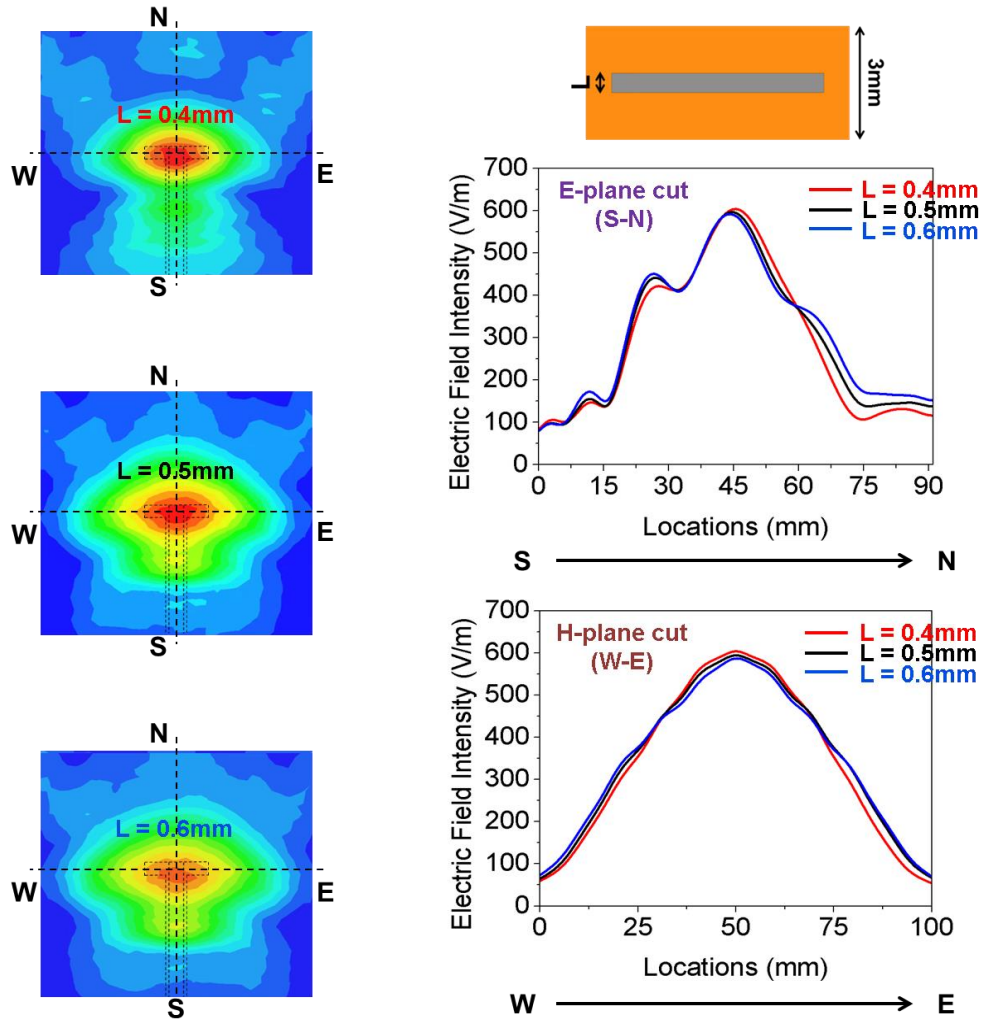 N
L = 0.4mm
W
E
S
N
L = 0.5mm
W
E
S
N
L = 0.6mm
W
E
S
L
3mm
700
600
500
400
300
200
100
0
Electric Field Intensity (V/m)
E-plane cut
(S-N)
L = 0.4mm
L = 0.5mm
L = 0.6mm
0 15 30 45 60 75 90
Locations (mm)
S N
700
600
500
400
300
200
100
0
Electric Field Intensity (V/m)
H-plane cut
(W-E)
L = 0.4mm
L = 0.5mm
L = 0.6mm
0 25 50 75 100
Locations (mm)
W E